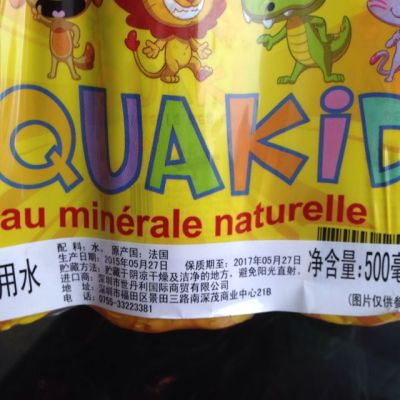 QUAKiD
au minérale naturelle
用水
配料：水。原产国：法国
生产日期：2015年05月27日 保质期至：2017年05月27日
贮藏方法：贮藏于阴凉干燥及洁净的地方，避免阳光直射。
进口商：深圳市世丹利国际商贸有限公司
地址：深圳市福田区景田三路南深茂商业中心21B
电话：0755-33223381
净含量：500毫
(图片仅供参